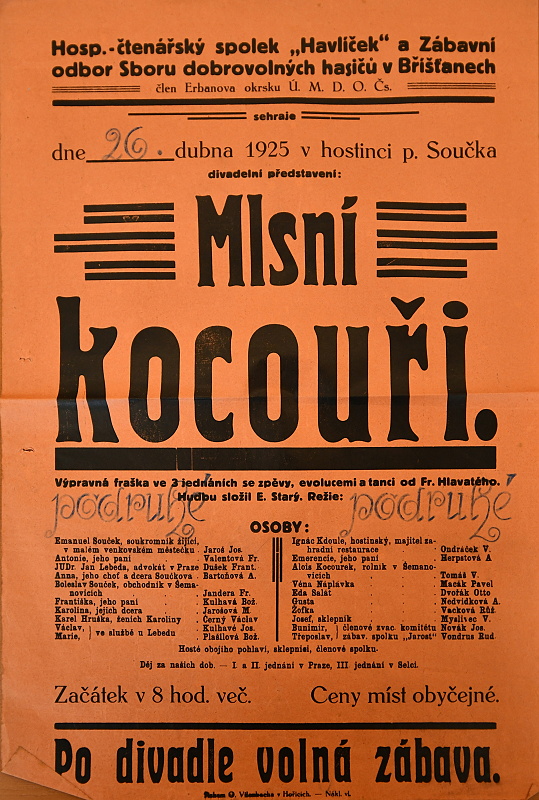 Hosp.-čtenářský spolek „Havlíček“ a Zábavní
odbor Sboru dobrovolných hasičů v Bříšťanech
člen Erbanova okrsku Ú. M. D. O. Čs.
sehraje
dne 26. dubna 1925 v hostinci p. Součka
divadelní představení:
Mlsní
kocouři.
Výpravná fraška ve 3 jednáních se zpěvy, evolucemi a tanci od Fr. Hlavatého.
Hudbu složil E. Starý. Režie:
podruhé podruhé
OSOBY:
Emanuel Souček, soukromník žijící,
v malém venkovském městečku . Jaroš Jos.
Antonie, jeho paní . Valentova Fr.
JUDr. Jan Lebeda, advokát v Praze Dušek Frant.
Anna, jeho choť a dcera Součkova . Bartoňová A.
Boleslav Souček, obchodník v Šema-
novicích . Jandera Fr.
Františka, jeho paní . Kulhavá Bož.
Karolina, jejich dcera . Jarošová M.
Karel Hruška, ženich Karoliny . Černý Václav
Václav, } ve službě u Lebedu . Kulhavé Jos.
Marie, Plašilová Bož.
Ignác Kdoule, hostinský, majitel za-
hradní restaurace . Ondráček V.
Emerencie, jeho paní . Herpstová A
Alois Kocourek, rolník v Šemano-
vicích . Tomáš V.
Věna Náplávka . Macák Pavel
Eda Salát . Dvořák Otto
Gusta . Nedvídková A.
Žofka . Vacková Růž.
Josef, sklepník . Myslivec V.
Bunimír, } členové zvac. komitétu Novák Jos.
Třeposlav, zábav. spolku „Jarost“ Vondrus Rud.
Hosté obojího pohlaví, sklepníci, členové spolku.
Děj za našich dob. — I. a II. jednání v Praze, III. jednání v Selci.
Začátek v 8 hod. več. Ceny míst obyčejné.
Po divadle volná zábava.
O. Villenbacha v Hořicích. — Nákl. vl.